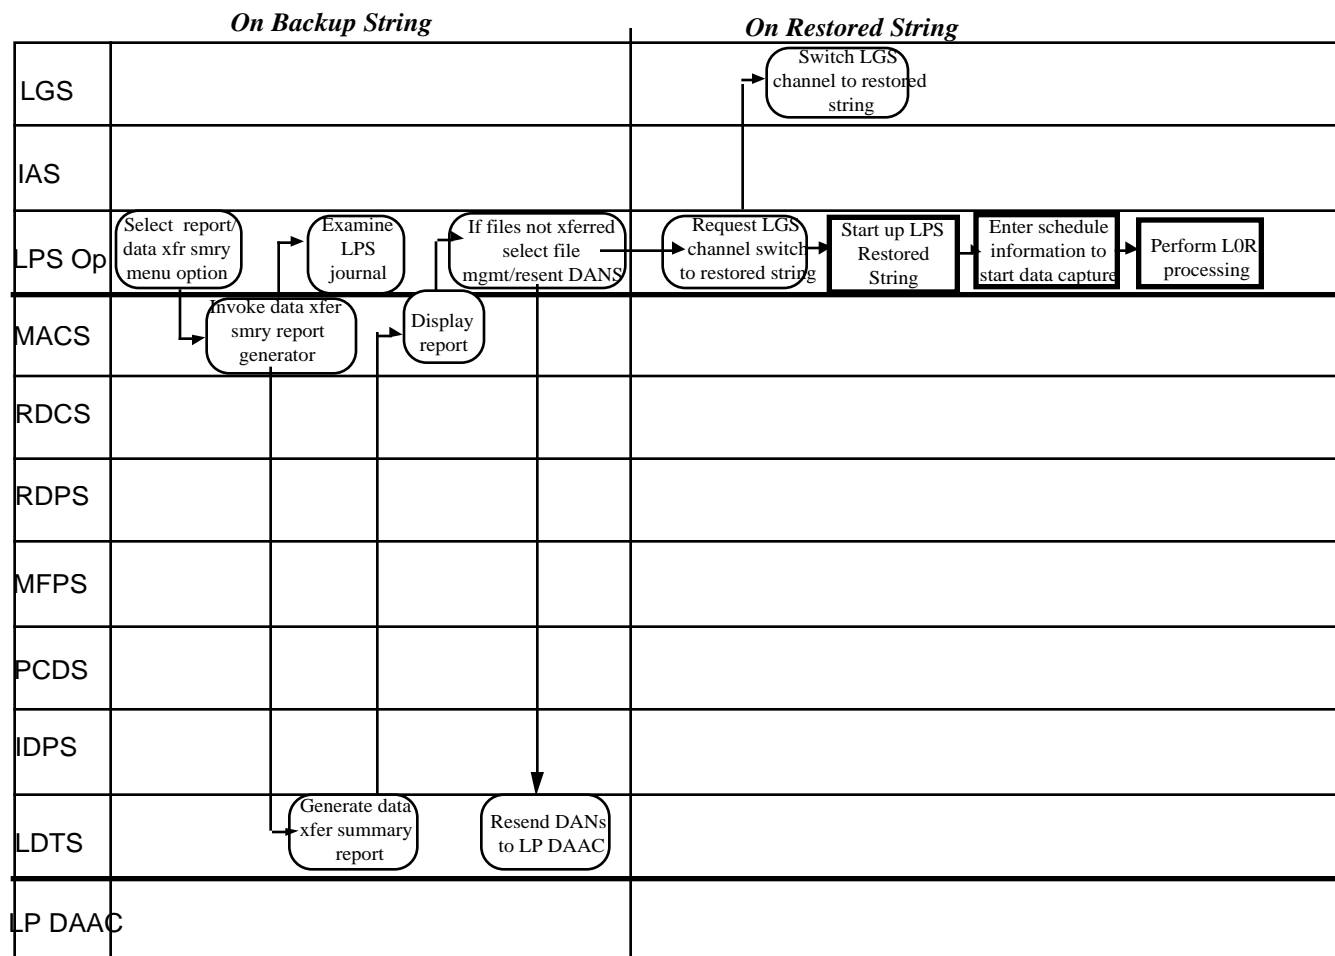 On Backup String
On Restored String
LGS
Switch LGS
channel to restored
string
IAS
LPS Op
Select report/
data xfr smry
menu option
Examine
LPS
journal
If files not xferred
select file
mgmt/resent DANS
Request LGS
channel switch
to restored string
Start up LPS
Restored
String
Enter schedule
information to
start data capture
Perform L0R
processing
MACS
Invoke data xfer
smry report
generator
Display
report
RDCS
RDPS
MFPS
PCDS
IDPS
LDTS
Generate data
xfer summary
report
Resend DANs
to LP DAAC
LP DAAC